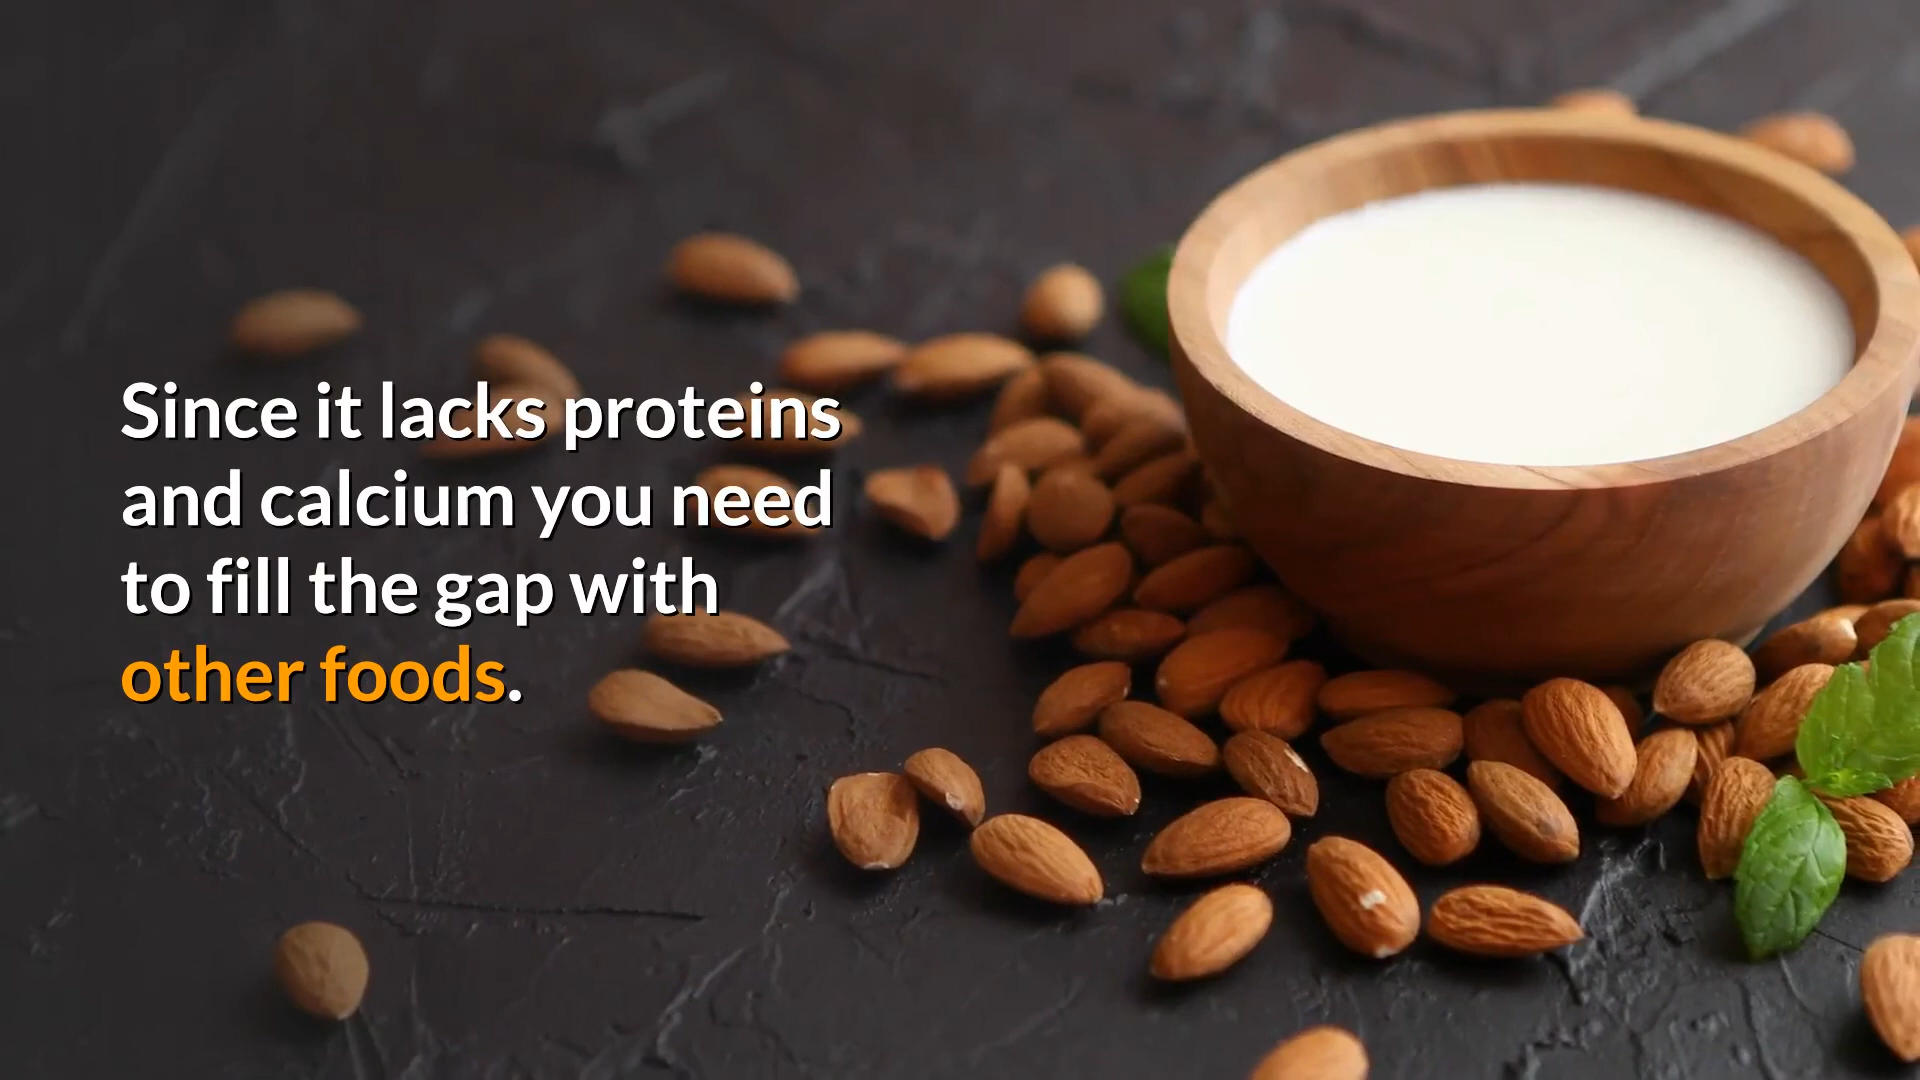 Since it lacks proteins
and calcium you need
to fill the gap with
other foods.